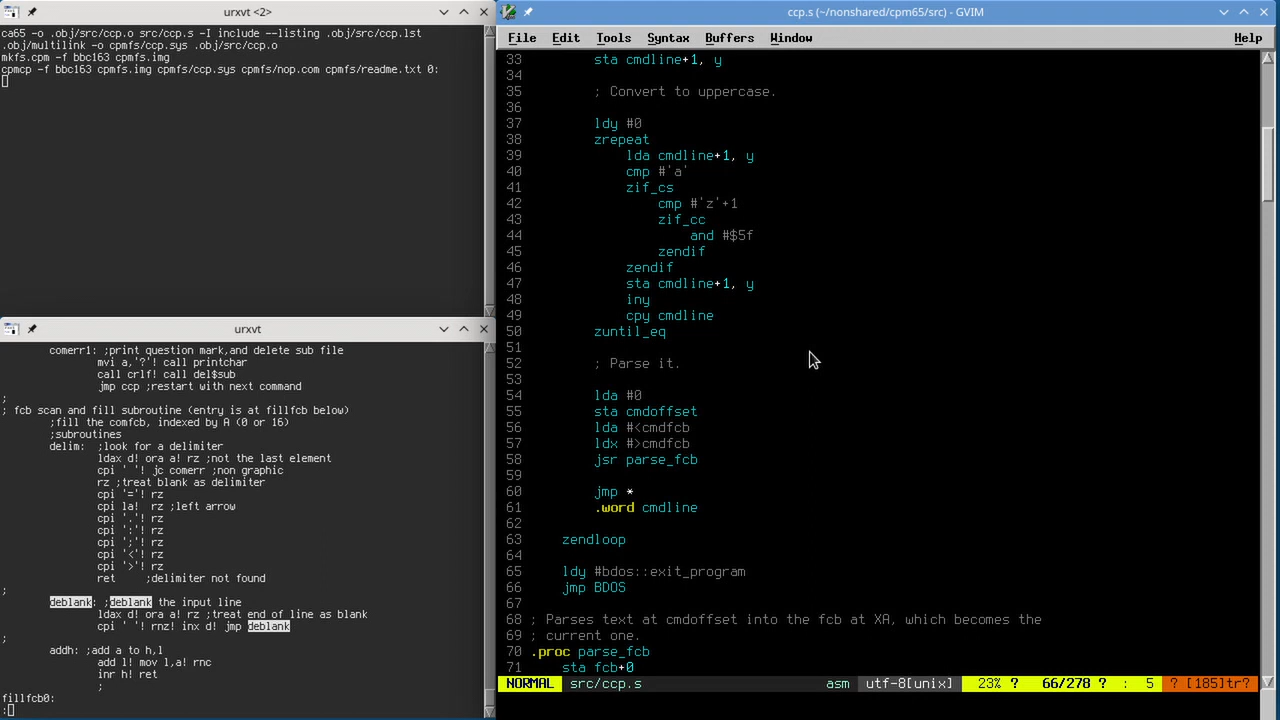 urxvt <2>
ca65 -o .obj/src/ccp.o src/ccp.s -I include --listing .obj/src/ccp.lst
.obj/multilink -o cpmfs/ccp.sys .obj/src/ccp.o
mkfs.cpm -f bbc163 cpmfs.img
cpmcp -f bbc163 cpmfs.img cpmfs/ccp.sys cpmfs/nop.com cpmfs/readme.txt 0:
urxvt
comerr1: ;print question mark,and delete sub file
mvi a,'?'! call printchar
call crlf! call del$sub
jmp ccp ;restart with next command
;
; fcb scan and fill subroutine (entry is at fillfcb below)
;fill the comfcb, indexed by A (0 or 16)
;subroutines
delim: ;look for a delimiter
ldax d! ora a! rz ;not the last element
cpi ' '! jc comerr ;non graphic
rz ;treat blank as delimiter
cpi '='! rz
cpi la! rz ;left arrow
cpi '.'! rz
cpi ':'! rz
cpi ';'! rz
cpi '<'! rz
cpi '>'! rz
ret ;delimiter not found
;
deblank: ;deblank the input line
ldax d! ora a! rz ;treat end of line as blank
cpi ' '! rnz! inx d! jmp deblank
;
addh: ;add a to h,l
add l! mov l,a! rnc
inr h! ret
;
fillfcb0:
:
ccp.s (~/nonshared/cpm65/src) - GVIM
File Edit Tools Syntax Buffers Window Help
33 sta cmdline+1, y
34
35 ; Convert to uppercase.
36
37 ldy #0
38 zrepeat
39 lda cmdline+1, y
40 cmp #'a'
41 zif_cs
42 cmp #'z'+1
43 zif_cc
44 and #$5f
45 zendif
46 zendif
47 sta cmdline+1, y
48 iny
49 cpy cmdline
50 zuntil_eq
51
52 ; Parse it.
53
54 lda #0
55 sta cmdoffset
56 lda #<cmdfcb
57 ldx #>cmdfcb
58 jsr parse_fcb
59
60 jmp *
61 .word cmdline
62
63 zendloop
64
65 ldy #bdos::exit_program
66 jmp BDOS
67
68 ; Parses text at cmdoffset into the fcb at XA, which becomes the
69 ; current one.
70 .proc parse_fcb
71 sta fcb+0
NORMAL src/ccp.s asm utf-8[unix] 23% ? 66/278 ? : 5 ? [185]tr?